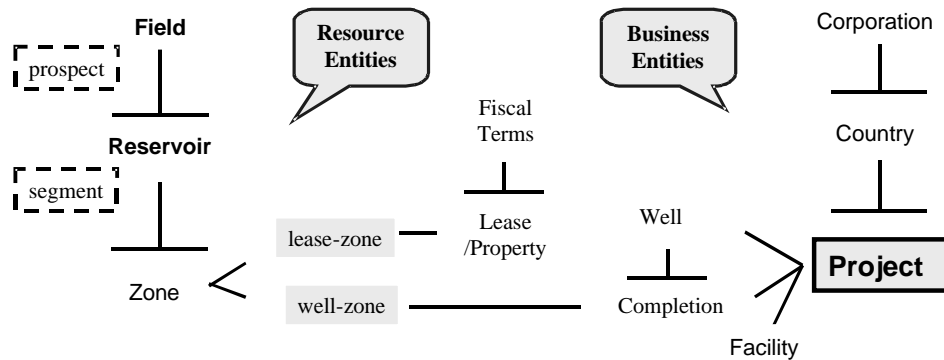 Field
Resource
Entities
Business
Entities
Corporation
prospect
Fiscal
Terms
Reservoir
Country
segment
Lease
/Property
Well
lease-zone
Project
Zone
well-zone
Completion
Facility